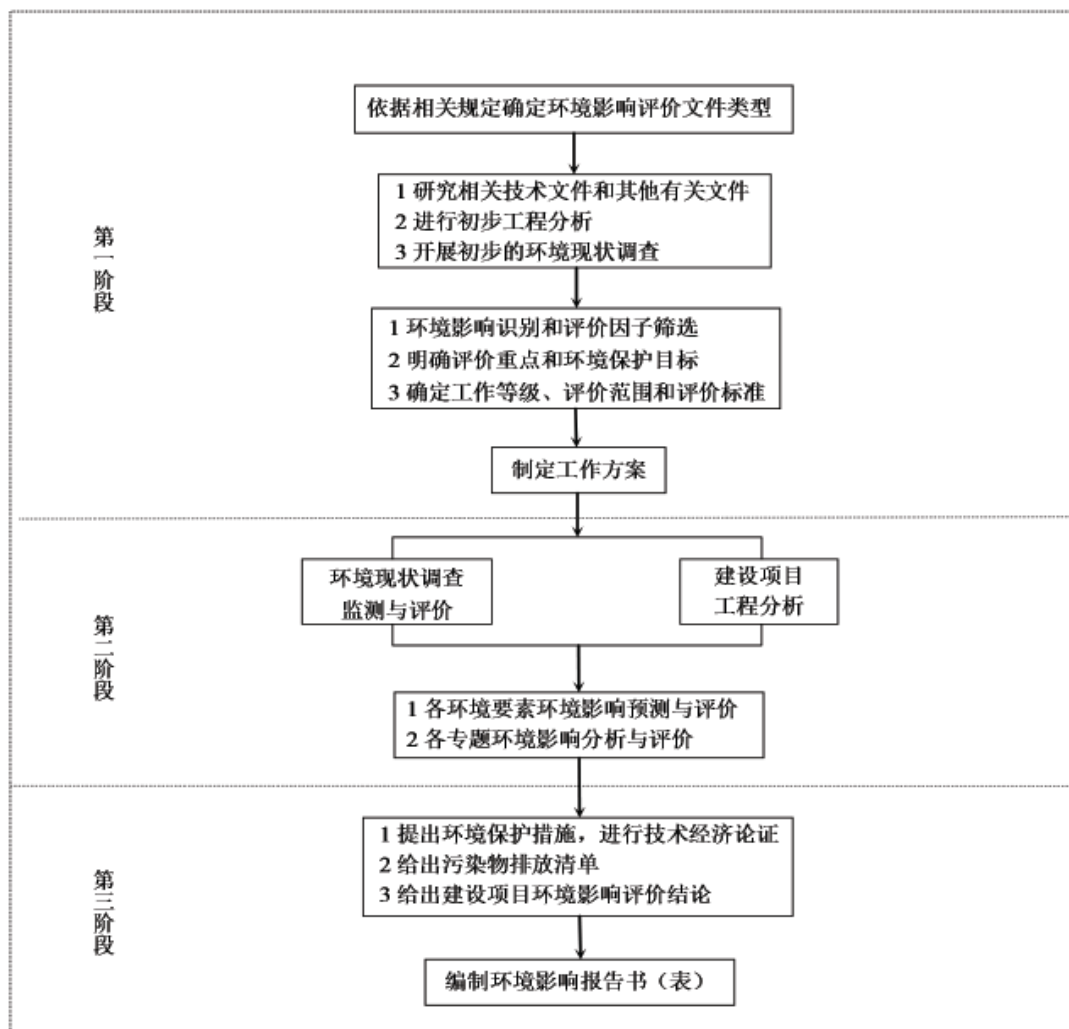 依据相关规定确定环境影响评价文件类型
1 研究相关技术文件和其他有关文件
2 进行初步工程分析
3 开展初步的环境现状调查
第一阶段
1 环境影响识别和评价因子筛选
2 明确评价重点和环境保护目标
3 确定工作等级、评价范围和评价标准
制定工作方案
环境现状调查
监测与评价
建设项目
工程分析
第二阶段
1 各环境要素环境影响预测与评价
2 各专题环境影响分析与评价
1 提出环境保护措施，进行技术经济论证
2 给出污染物排放清单
3 给出建设项目环境影响评价结论
第三阶段
编制环境影响报告书（表）